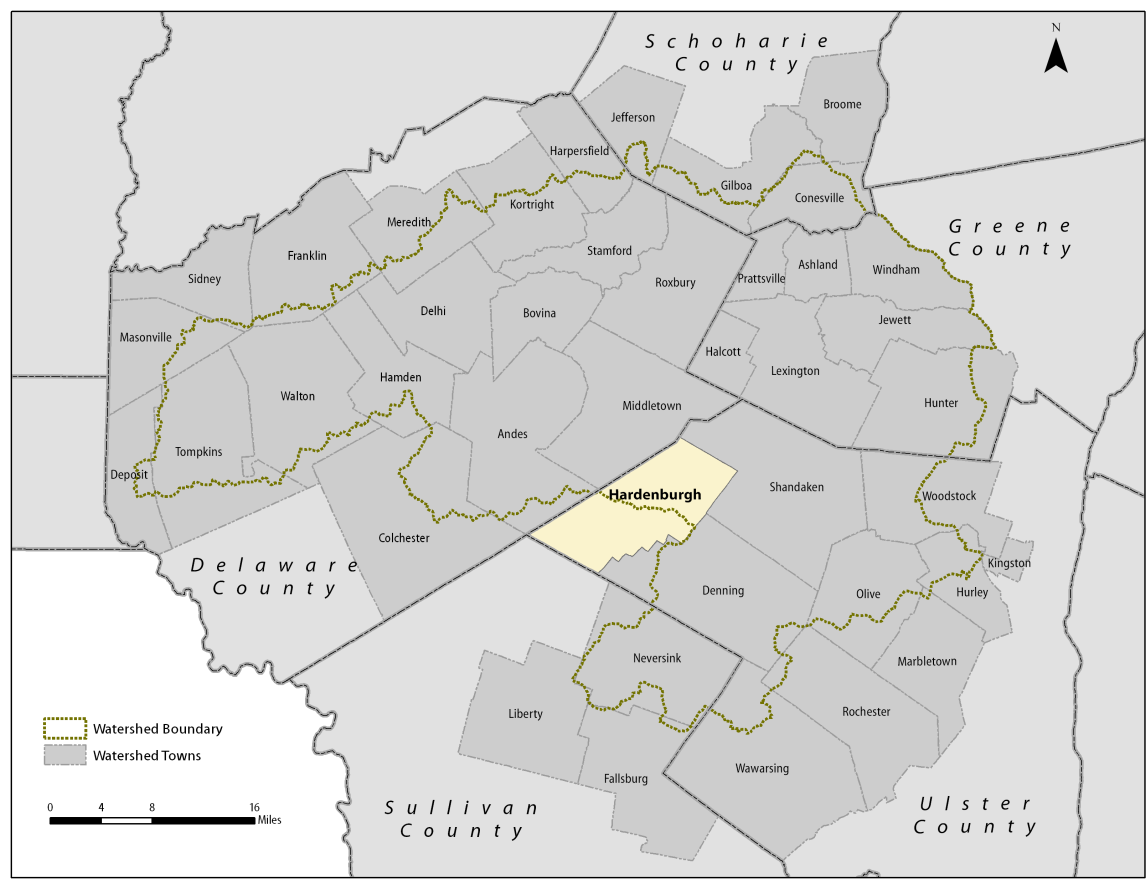 Schoharie
County
N
Broome
Jefferson
Harpersfield
Gilboa
Conesville
Kortright
Meredith
Greene
County
Stamford
Franklin
Sidney
Prattsville
Ashland
Windham
Roxbury
Delhi
Bovina
Jewett
Masonville
Halcott
Lexington
Hamden
Walton
Middletown
Hunter
Andes
Tompkins
Deposit
Hardenburgh
Shandaken
Woodstock
Colchester
Delaware
County
Kingston
Denning
Olive
Hurley
Neversink
Marbletown
Liberty
Rochester
Watershed Boundary
Watershed Towns
Wawarsing
Fallsburg
0 4 8 16
Miles
Sullivan
County
Ulster
County